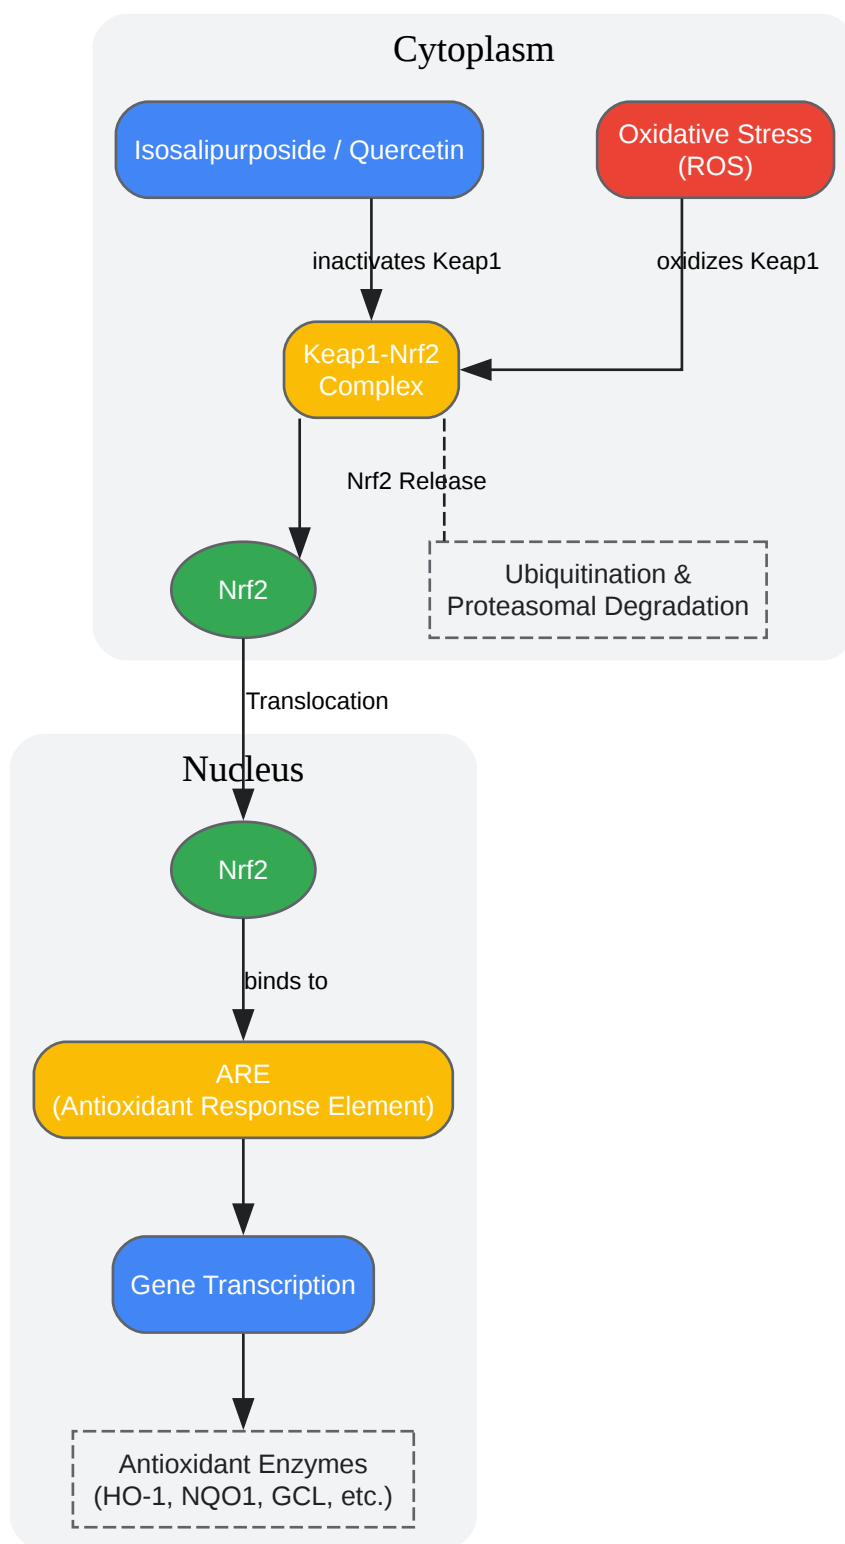 Cytoplasm
Isosalipurposide / Quercetin
Oxidative Stress
(ROS)
inactivates Keap1
oxidizes Keap1
Keap1-Nrf2
Complex
Nrf2 Release
Nrf2
Ubiquitination &
Proteasomal Degradation
Translocation
Nucleus
Nrf2
binds to
ARE
(Antioxidant Response Element)
Gene Transcription
Antioxidant Enzymes
(HO-1, NQO1, GCL, etc.)